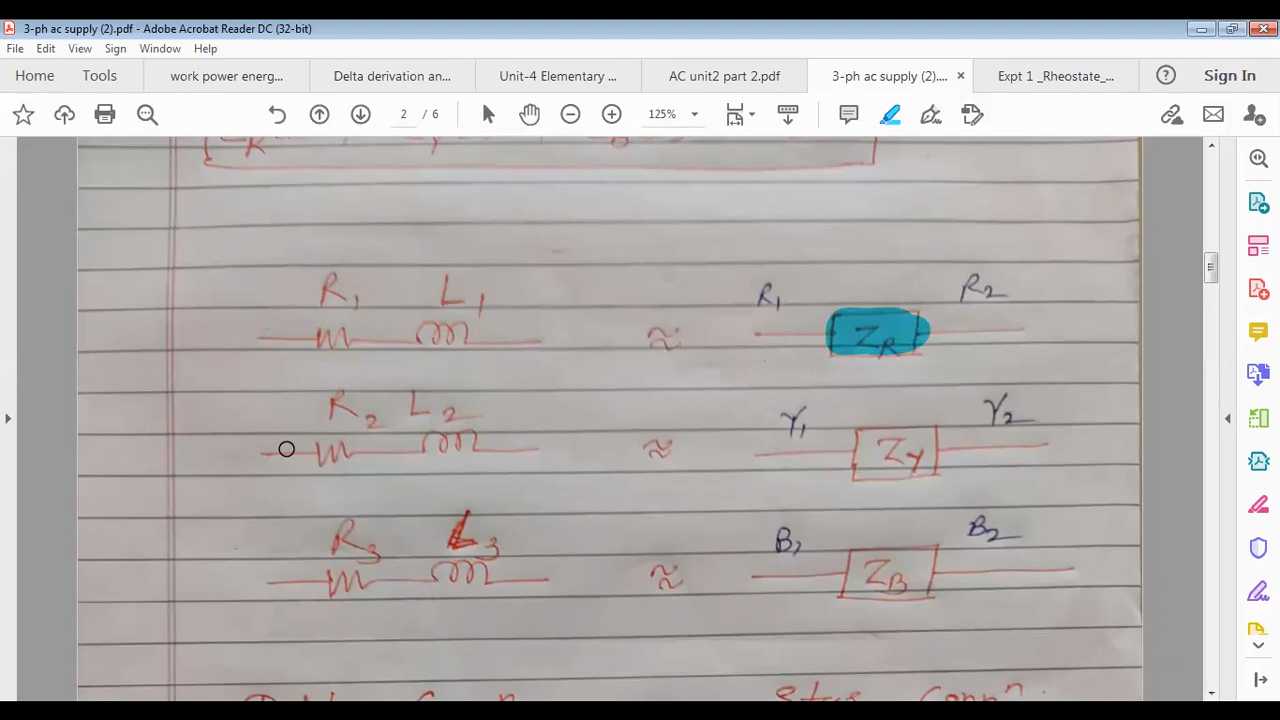 3-ph ac supply (2).pdf - Adobe Acrobat Reader DC (32-bit)
File Edit View Sign Window Help
Home Tools work power energ... Delta derivation an... Unit-4 Elementary ... AC unit2 part 2.pdf 3-ph ac supply (2).... × Expt 1 _Rheostate_... Sign In
2 / 6 125%
R₁ L₁ R₁ R₂
≈ Z_R
R₂ L₂ Y₁ Y₂
≈ Z_Y
R₃ L₃ B₁ B₂
≈ Z_B